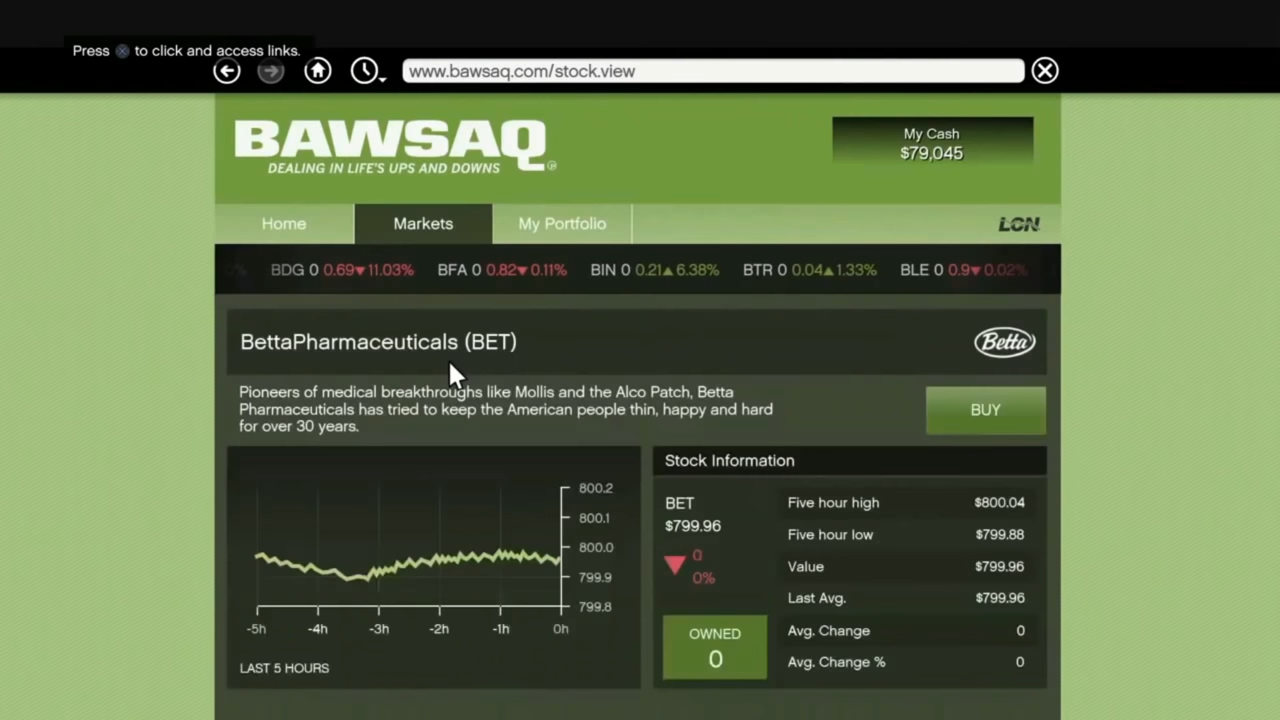 Press ⓧ to click and access links.
www.bawsaq.com/stock.view
BAWSAQ
DEALING IN LIFE'S UPS AND DOWNS
My Cash
$79,045
Home Markets My Portfolio LCN
0% BDG 0 0.69▼11.03% BFA 0 0.82▼0.11% BIN 0 0.21▲6.38% BTR 0 0.04▲1.33% BLE 0 0.9▼0.02%
BettaPharmaceuticals (BET) Betta
Pioneers of medical breakthroughs like Mollis and the Alco Patch, Betta
Pharmaceuticals has tried to keep the American people thin, happy and hard
for over 30 years.
BUY
800.2
800.1
800.0
799.9
799.8
-5h -4h -3h -2h -1h 0h
LAST 5 HOURS
Stock Information
BET
$799.96
▼ 0
0%
OWNED
0
Five hour high $800.04
Five hour low $799.88
Value $799.96
Last Avg. $799.96
Avg. Change 0
Avg. Change % 0